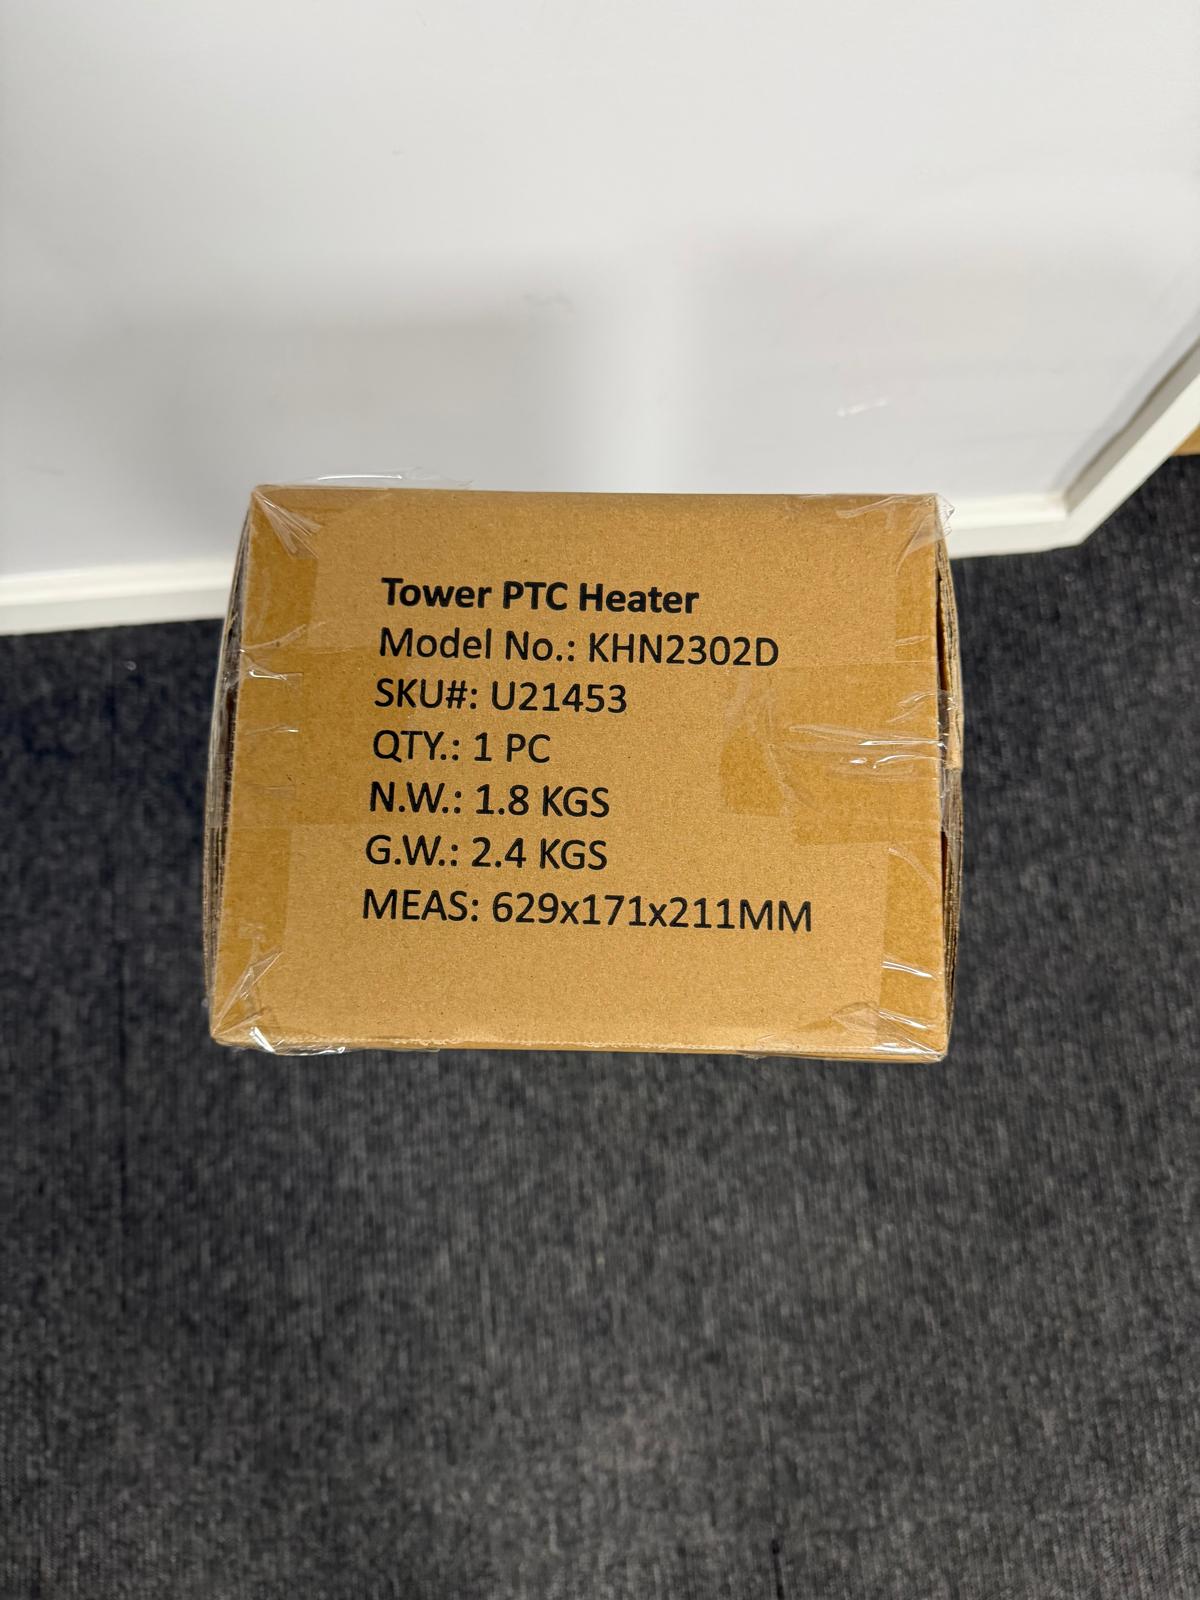 Tower PTC Heater
Model No.: KHN2302D
SKU#: U21453
QTY.: 1 PC
N.W.: 1.8 KGS
G.W.: 2.4 KGS
MEAS: 629x171x211MM